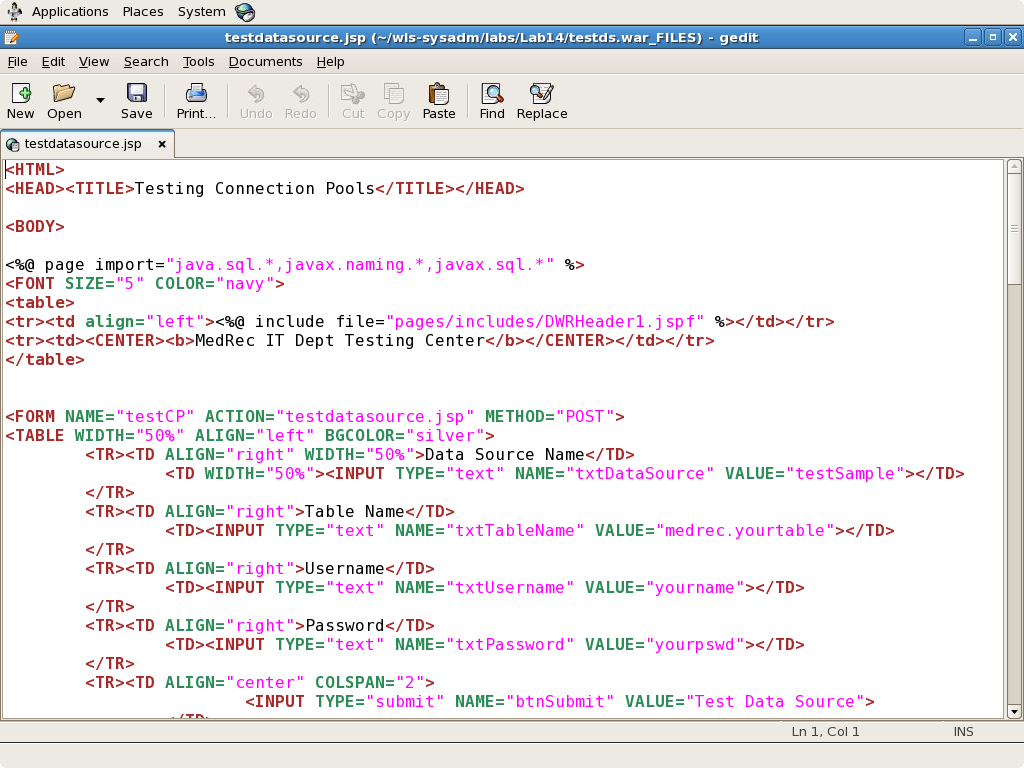 Applications Places System
testdatasource.jsp (~/wls-sysadm/labs/Lab14/testds.war_FILES) - gedit
File Edit View Search Tools Documents Help
New Open Save Print... Undo Redo Cut Copy Paste Find Replace
testdatasource.jsp
<HTML>
<HEAD><TITLE>Testing Connection Pools</TITLE></HEAD>
<BODY>
<%@ page import="java.sql.*,javax.naming.*,javax.sql.*" %>
<FONT SIZE="5" COLOR="navy">
<table>
<tr><td align="left"><%@ include file="pages/includes/DWRHeader1.jspf" %></td></tr>
<tr><td><CENTER><b>MedRec IT Dept Testing Center</b></CENTER></td></tr>
</table>
<FORM NAME="testCP" ACTION="testdatasource.jsp" METHOD="POST">
<TABLE WIDTH="50%" ALIGN="left" BGCOLOR="silver">
<TR><TD ALIGN="right" WIDTH="50%">Data Source Name</TD>
<TD WIDTH="50%"><INPUT TYPE="text" NAME="txtDataSource" VALUE="testSample"></TD>
</TR>
<TR><TD ALIGN="right">Table Name</TD>
<TD><INPUT TYPE="text" NAME="txtTableName" VALUE="medrec.yourtable"></TD>
</TR>
<TR><TD ALIGN="right">Username</TD>
<TD><INPUT TYPE="text" NAME="txtUsername" VALUE="yourname"></TD>
</TR>
<TR><TD ALIGN="right">Password</TD>
<TD><INPUT TYPE="text" NAME="txtPassword" VALUE="yourpswd"></TD>
</TR>
<TR><TD ALIGN="center" COLSPAN="2">
<INPUT TYPE="submit" NAME="btnSubmit" VALUE="Test Data Source">
</TD>
Ln 1, Col 1 INS